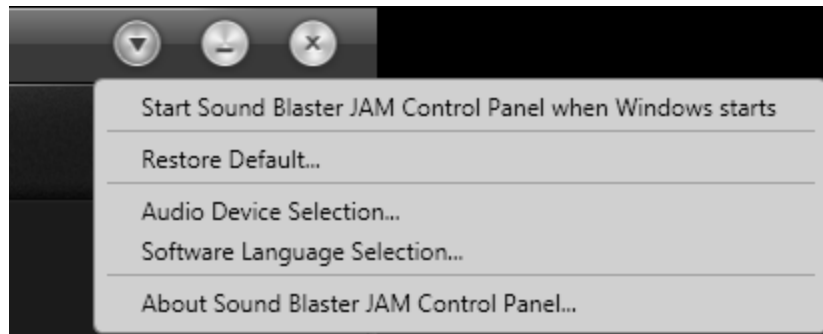 Start Sound Blaster JAM Control Panel when Windows starts
Restore Default...
Audio Device Selection...
Software Language Selection...
About Sound Blaster JAM Control Panel...